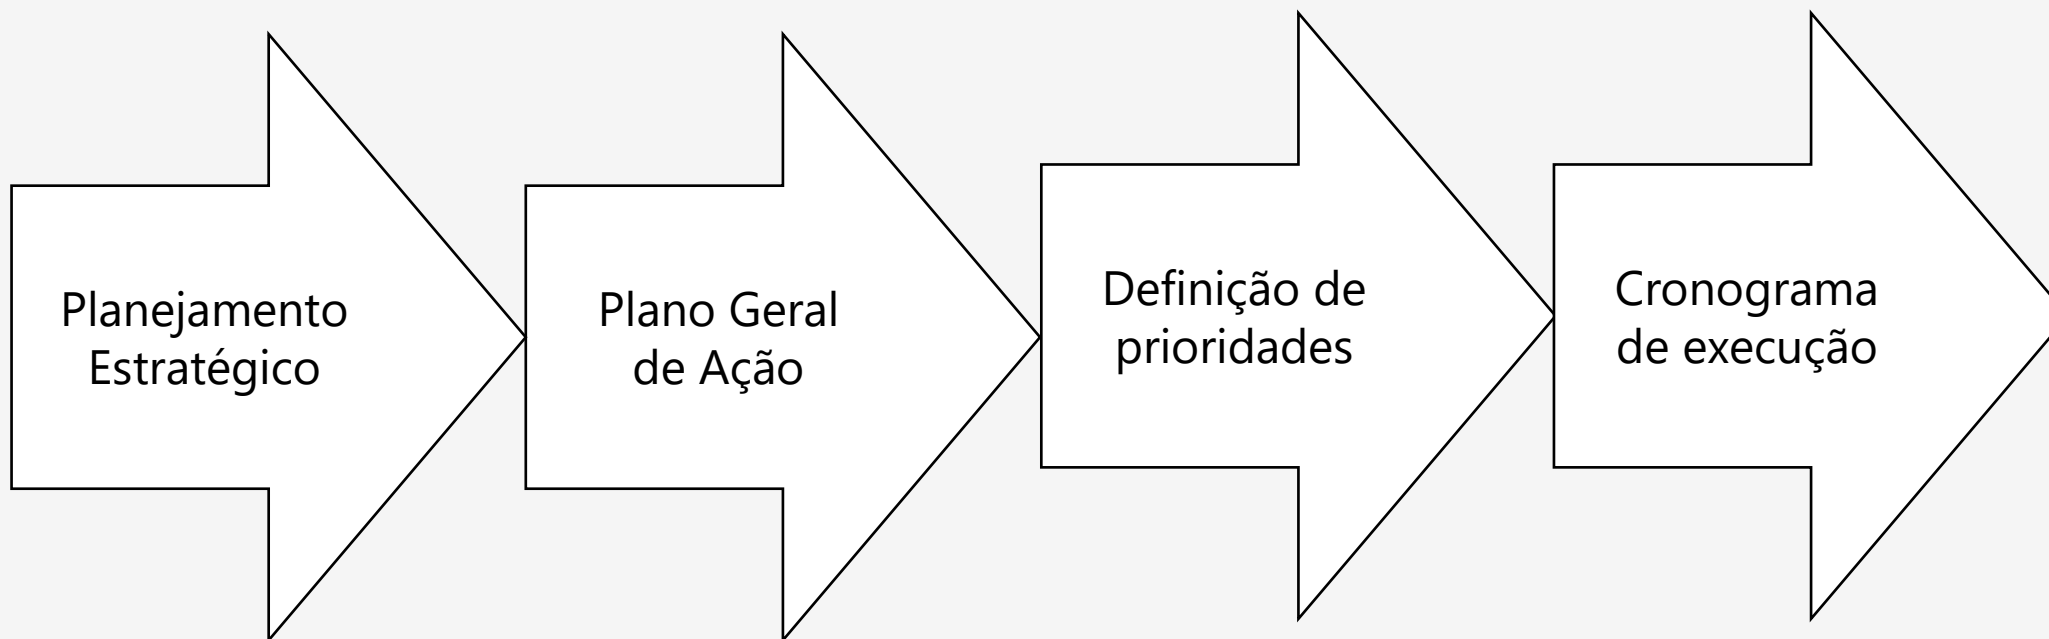 Planejamento
Estratégico
Plano Geral
de Ação
Definição de
prioridades
Cronograma
de execução